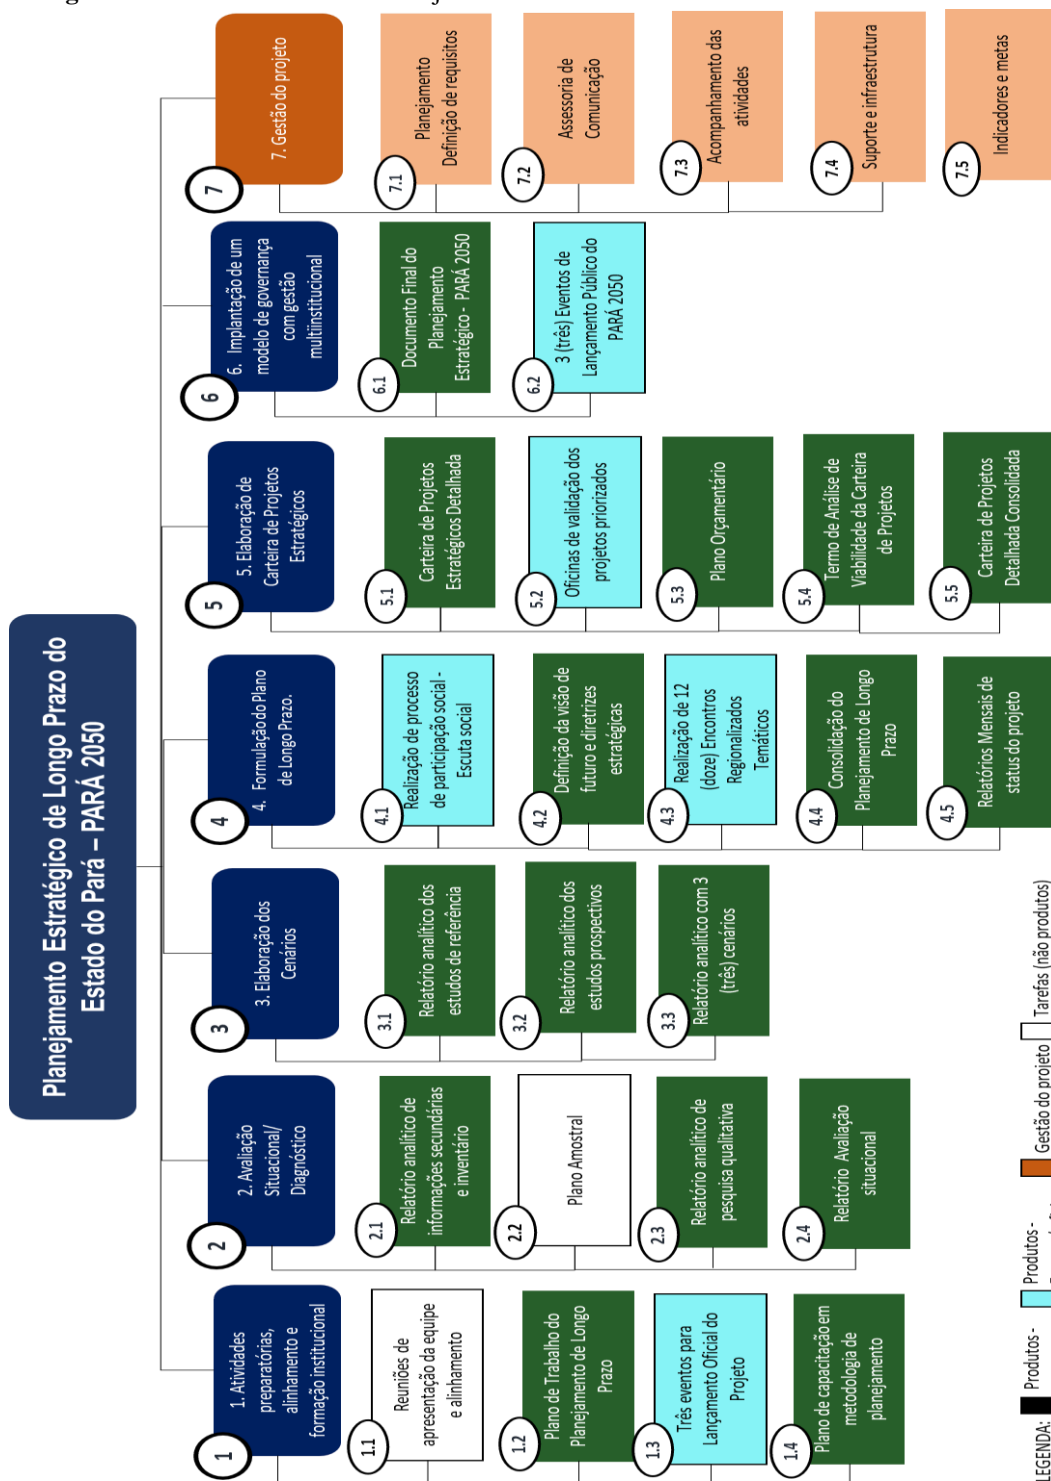 Planejamento Estratégico de Longo Prazo do
Estado do Pará – PARÁ 2050
1
1. Atividades
preparatórias,
alinhamento e
formação institucional
1.1
Reuniões de
apresentação da equipe
e alinhamento
1.2
Plano de Trabalho do
Planejamento de Longo
Prazo
1.3
Três eventos para
Lançamento Oficial do
Projeto
1.4
Plano de capacitação em
metodologia de
planejamento
2
2. Avaliação
Situacional/
Diagnóstico
2.1
Relatório analítico de
informações secundárias
e inventário
2.2
Plano Amostral
2.3
Relatório analítico de
pesquisa qualitativa
2.4
Relatório Avaliação
situacional
3
3. Elaboração dos
Cenários
3.1
Relatório analítico dos
estudos de referência
3.2
Relatório analítico dos
estudos prospectivos
3.3
Relatório analítico com 3
(três) cenários
4
4. Formulação do Plano
de Longo Prazo.
4.1
Realização de processo
de participação social -
Escuta social
4.2
Definição da visão de
futuro e diretrizes
estratégicas
4.3
Realização de 12
(doze) Encontros
Regionalizados
Temáticos
4.4
Consolidação do
Planejamento de Longo
Prazo
4.5
Relatórios Mensais de
status do projeto
5
5. Elaboração de
Carteira de Projetos
Estratégicos
5.1
Carteira de Projetos
Estratégicos Detalhada
5.2
Oficinas de validação dos
projetos priorizados
5.3
Plano Orçamentário
5.4
Termo de Análise de
Viabilidade da Carteira
de Projetos
5.5
Carteira de Projetos
Detalhada Consolidada
6
6. Implantação de um
modelo de governança
com gestão
multiinstitucional
6.1
Documento Final do
Planejamento
Estratégico - PARÁ 2050
6.2
3 (três) Eventos de
Lançamento Público do
PARÁ 2050
7
7. Gestão do projeto
7.1
Planejamento
Definição de requisitos
7.2
Assessoria de
Comunicação
7.3
Acompanhamento das
atividades
7.4
Suporte e infraestrutura
7.5
Indicadores e metas
EGENDA:
Produtos -
Produtos -
Gestão do projeto
Tarefas (não produtos)